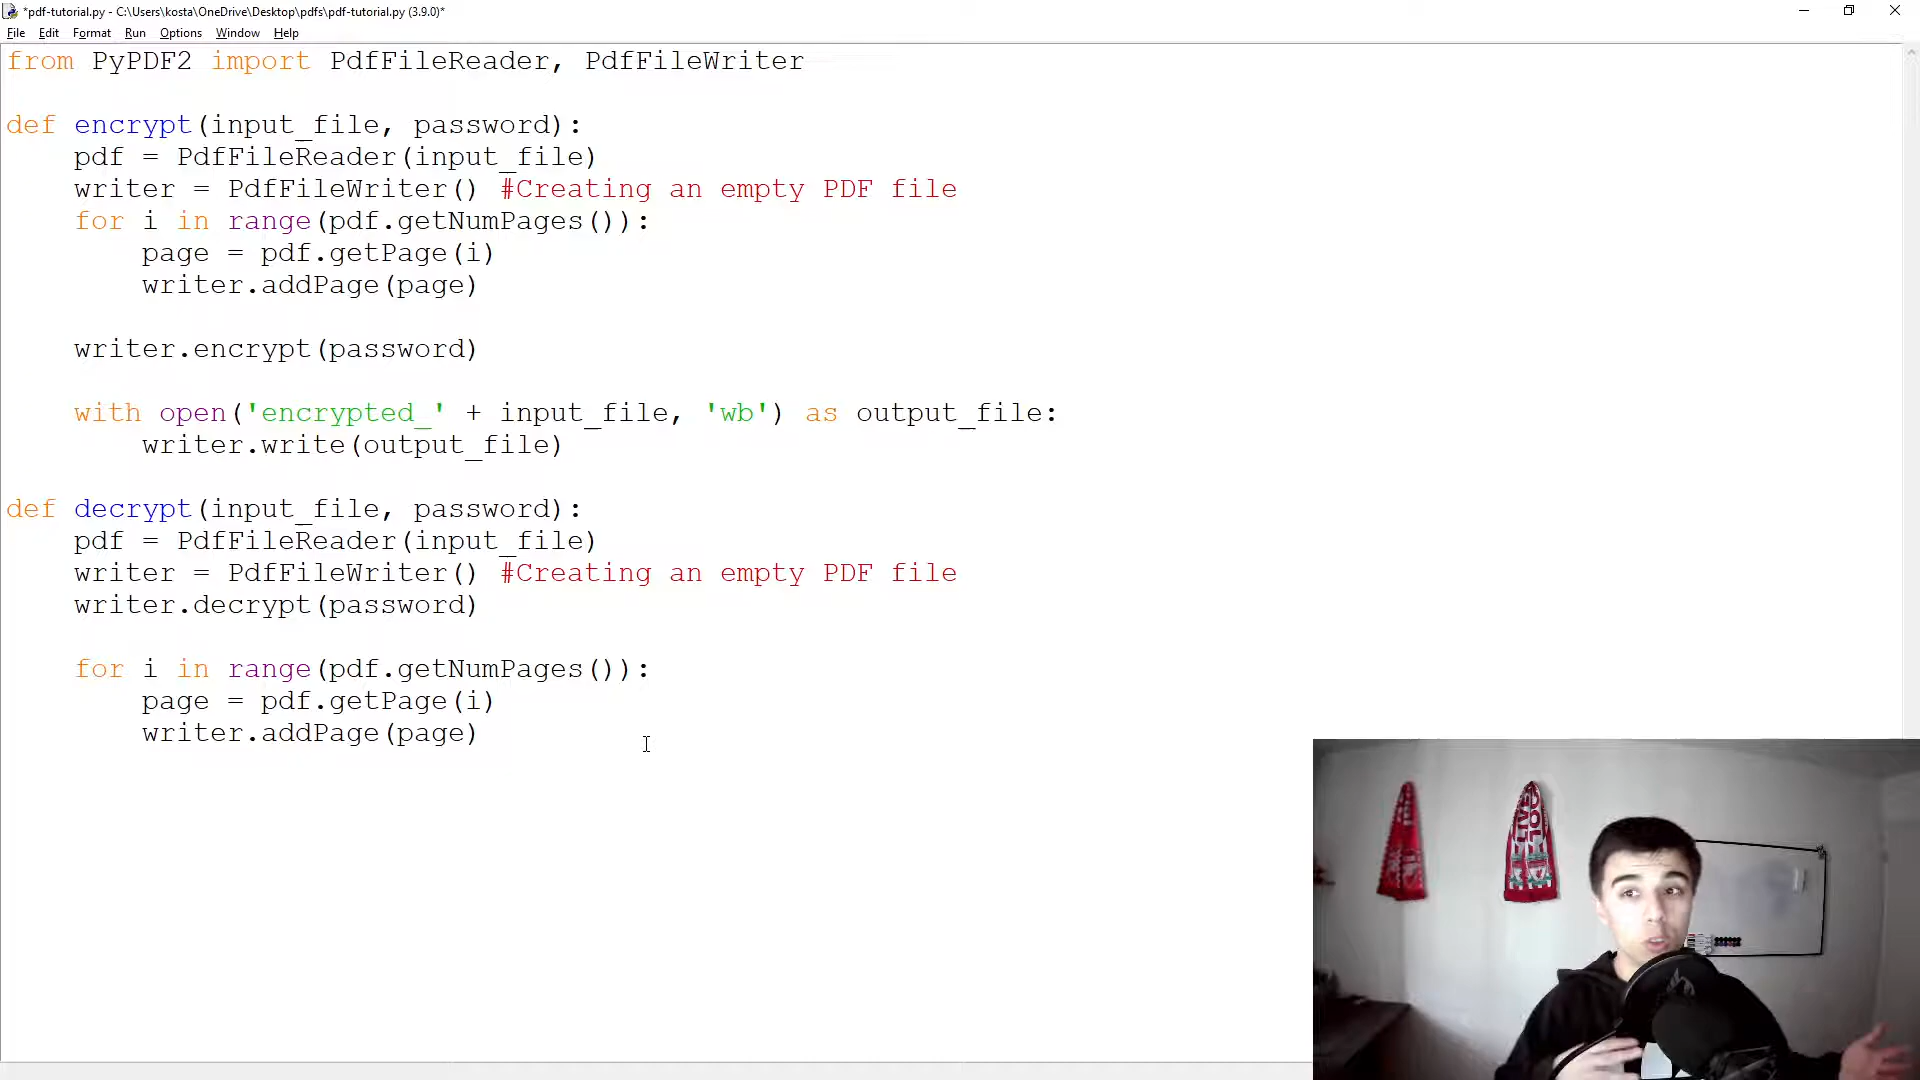 *pdf-tutorial.py - C:\Users\kosta\OneDrive\Desktop\pdfs\pdf-tutorial.py (3.9.0)*
File Edit Format Run Options Window Help
from PyPDF2 import PdfFileReader, PdfFileWriter
def encrypt(input_file, password):
    pdf = PdfFileReader(input_file)
    writer = PdfFileWriter() #Creating an empty PDF file
    for i in range(pdf.getNumPages()):
        page = pdf.getPage(i)
        writer.addPage(page)
    writer.encrypt(password)
    with open('encrypted_' + input_file, 'wb') as output_file:
        writer.write(output_file)
def decrypt(input_file, password):
    pdf = PdfFileReader(input_file)
    writer = PdfFileWriter() #Creating an empty PDF file
    writer.decrypt(password)
    for i in range(pdf.getNumPages()):
        page = pdf.getPage(i)
        writer.addPage(page)